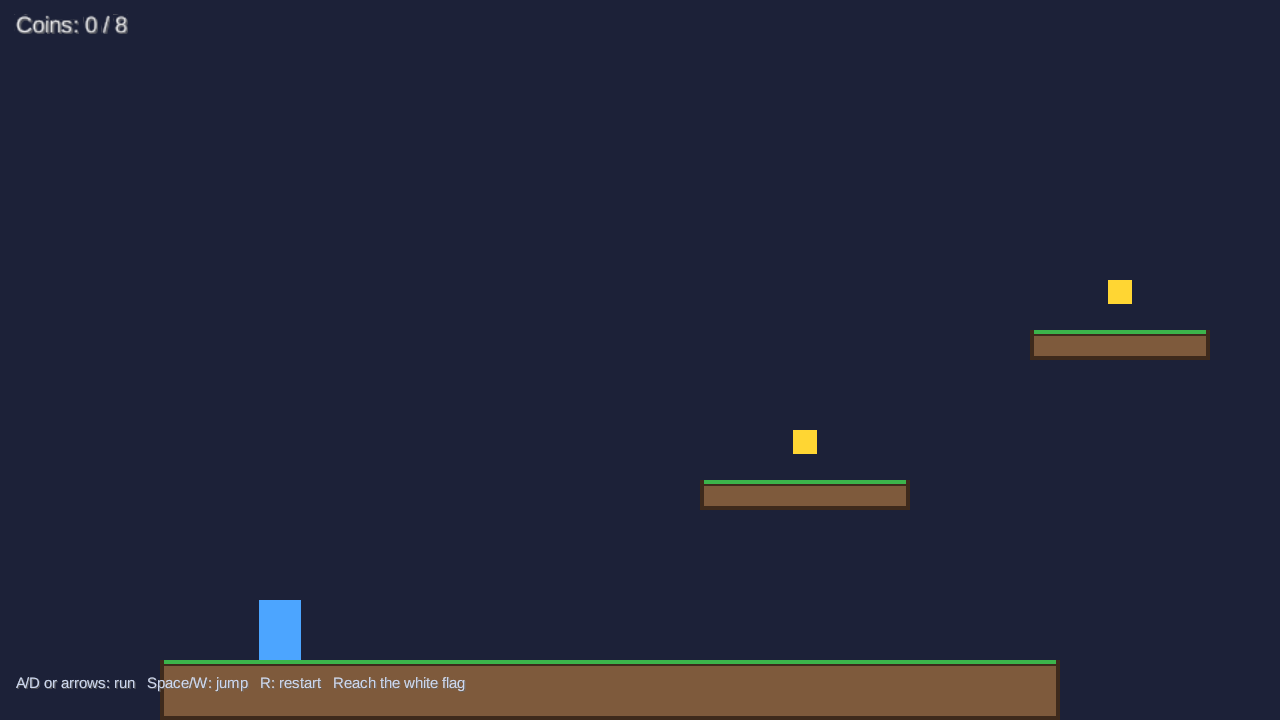 Coins: 0 / 8
A/D or arrows: run   Space/W: jump   R: restart   Reach the white flag